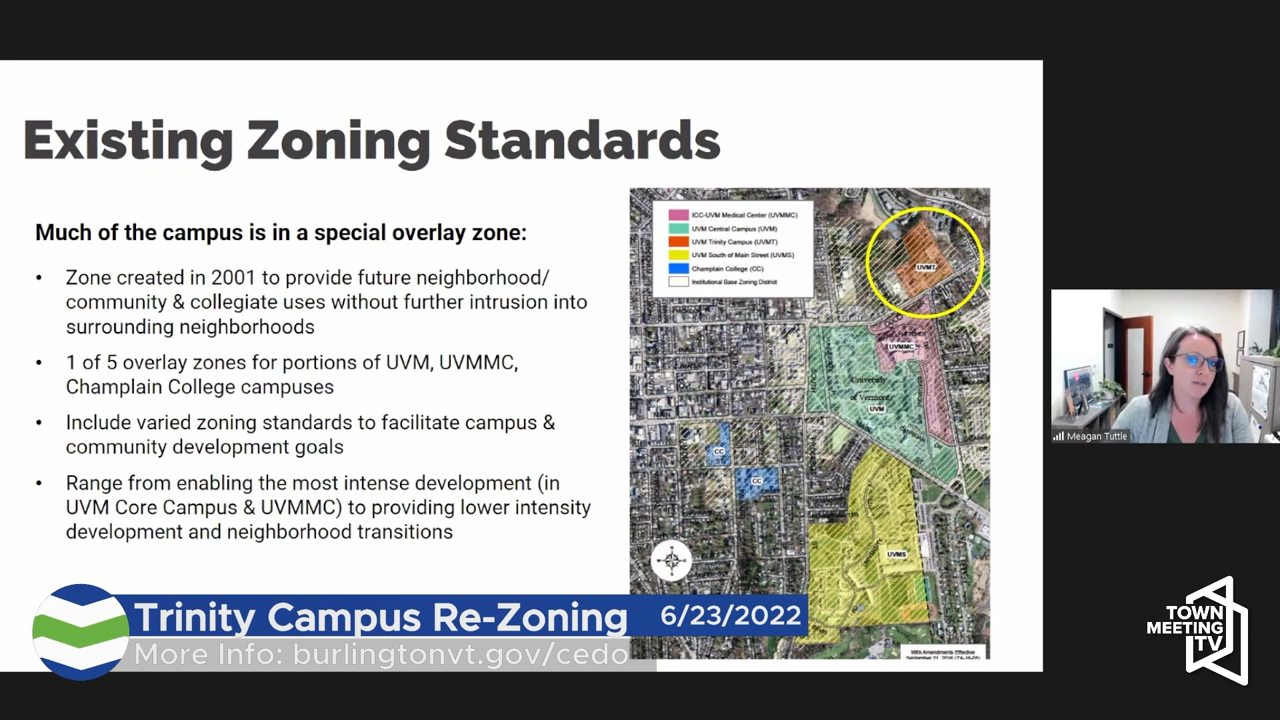 Existing Zoning Standards
Much of the campus is in a special overlay zone:
• Zone created in 2001 to provide future neighborhood/
community & collegiate uses without further intrusion into
surrounding neighborhoods
• 1 of 5 overlay zones for portions of UVM, UVMMC,
Champlain College campuses
• Include varied zoning standards to facilitate campus &
community development goals
• Range from enabling the most intense development (in
UVM Core Campus & UVMMC) to providing lower intensity
development and neighborhood transitions
ICC-UVM Medical Center (UVMMC)
UVM Central Campus (UVM)
UVM Trinity Campus (UVMT)
UVM South of Main Street (UVMS)
Champlain College (CC)
Institutional Base Zoning District
UVMT
UVMMC
University
of Vermont
UVM
CC
CC
UVMS
With Amendments Effective
Meagan Tuttle
Trinity Campus Re-Zoning 6/23/2022
More Info: burlingtonvt.gov/cedo
TOWN
MEETING
TV